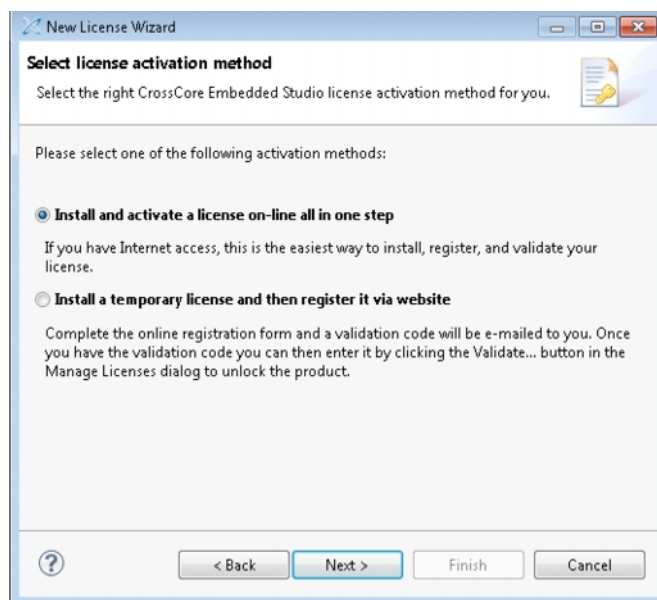 New License Wizard
Select license activation method
Select the right CrossCore Embedded Studio license activation method for you.
Please select one of the following activation methods:
Install and activate a license on-line all in one step
If you have Internet access, this is the easiest way to install, register, and validate your
license.
Install a temporary license and then register it via website
Complete the online registration form and a validation code will be e-mailed to you. Once
you have the validation code you can then enter it by clicking the Validate... button in the
Manage Licenses dialog to unlock the product.
? < Back Next > Finish Cancel